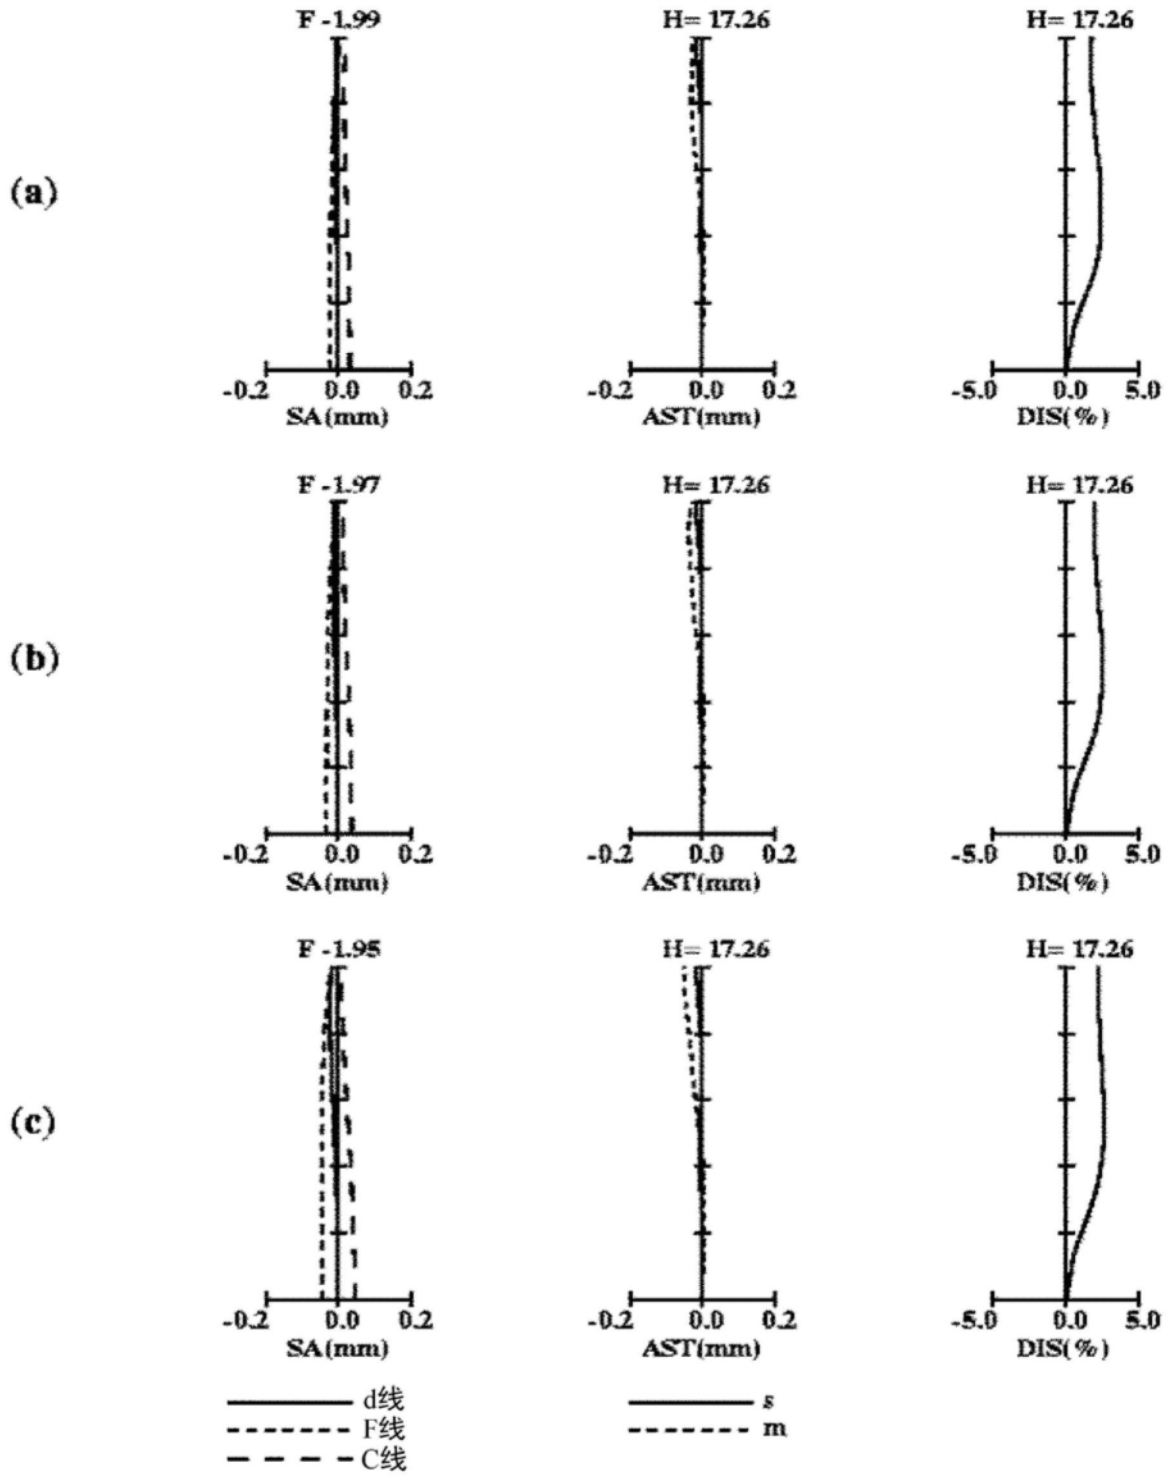 F -1.99 H= 17.26 H= 17.26
(a)
-0.2 0.0 0.2 -0.2 0.0 0.2 -5.0 0.0 5.0
SA(mm) AST(mm) DIS(%)
F -1.97 H= 17.26 H= 17.26
(b)
-0.2 0.0 0.2 -0.2 0.0 0.2 -5.0 0.0 5.0
SA(mm) AST(mm) DIS(%)
F -1.95 H= 17.26 H= 17.26
(c)
-0.2 0.0 0.2 -0.2 0.0 0.2 -5.0 0.0 5.0
SA(mm) AST(mm) DIS(%)
d线 s
F线 m
C线